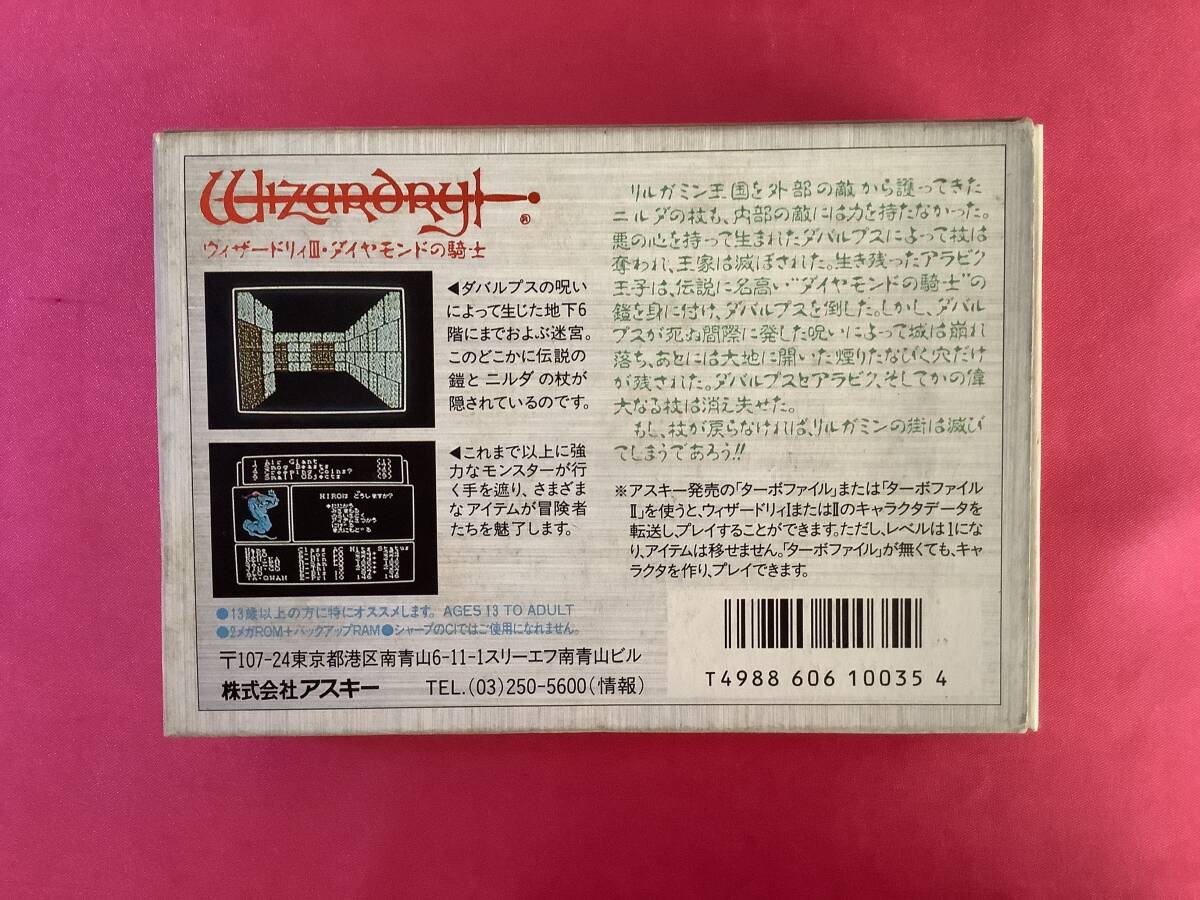 Wizardry®
ウィザードリィⅢ・ダイヤモンドの騎士
◀ダバルプスの呪い
によって生じた地下6
階にまでおよぶ迷宮。
このどこかに伝説の
鎧とニルダの杖が
隠されているのです。
1 Air Giant (1)
2 Smog Beasts
3 Creeping Coins?
4 Small Objects
HIROは どうしますか?
◀これまで以上に強
力なモンスターが行
く手を遮り、さまざま
なアイテムが冒険者
たちを魅了します。
●13歳以上の方に特にオススメします。AGES 13 TO ADULT
●2メガROM+バックアップRAM●シャープのC1ではご使用になれません。
〒107-24東京都港区南青山6-11-1スリーエフ南青山ビル
株式会社アスキー TEL.(03)250-5600(情報)
リルガミン王国を外部の敵から護ってきた
ニルダの杖も、内部の敵には力を持たなかった。
悪の心を持って生まれたダバルプスによって杖は
奪われ、王家は滅ぼされた。生き残ったアラビク
王子は、伝説に名高い"ダイヤモンドの騎士"の
鎧を身に付け、ダバルプスを倒した。しかし、ダバル
プスが死ぬ間際に発した呪いによって城は崩れ
落ち、あとには大地に開いた煙りたなびく穴だけ
が残された。ダバルプスとアラビク、そしてかの偉
大なる杖は消え失せた。
もし、杖が戻らなければ、リルガミンの街は滅び
てしまうであろう!!
※アスキー発売の「ターボファイル」または「ターボファイル
Ⅱ」を使うと、ウィザードリィⅠまたはⅡのキャラクタデータを
転送し、プレイすることができます。ただし、レベルは1にな
り、アイテムは移せません。「ターボファイル」が無くても、キャ
ラクタを作り、プレイできます。
T4988 606 10035 4